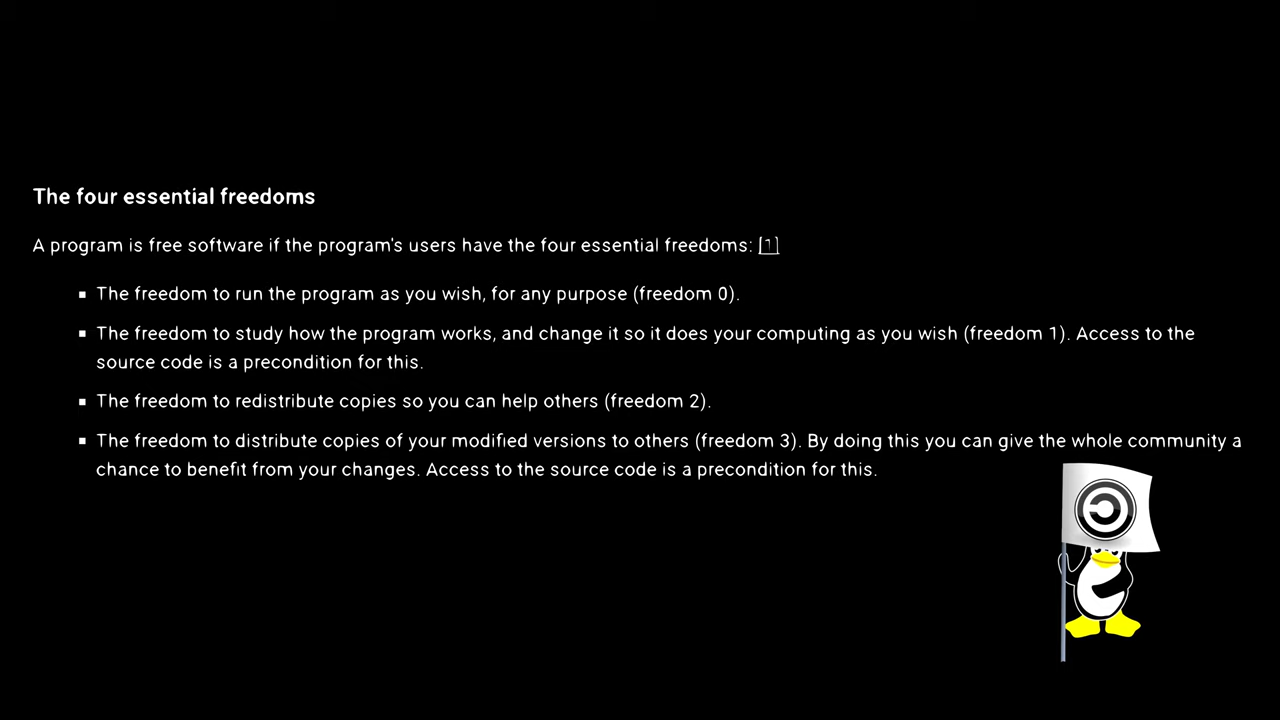 The four essential freedoms
A program is free software if the program's users have the four essential freedoms: [1]
▪ The freedom to run the program as you wish, for any purpose (freedom 0).
▪ The freedom to study how the program works, and change it so it does your computing as you wish (freedom 1). Access to the
source code is a precondition for this.
▪ The freedom to redistribute copies so you can help others (freedom 2).
▪ The freedom to distribute copies of your modified versions to others (freedom 3). By doing this you can give the whole community a
chance to benefit from your changes. Access to the source code is a precondition for this.